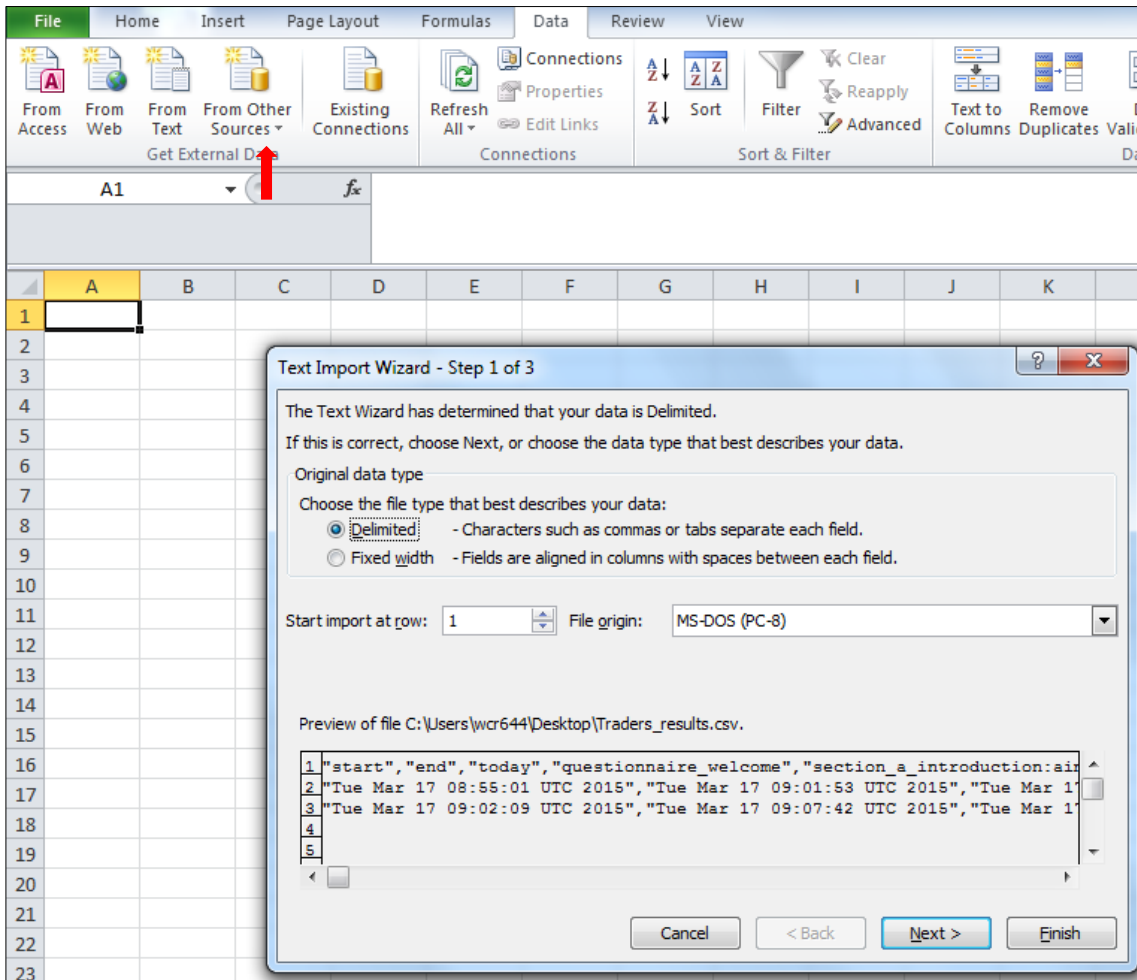 File Home Insert Page Layout Formulas Data Review View
From Access
From Web
From Text
From Other Sources
Existing Connections
Refresh All
Connections
Properties
Edit Links
Sort
Filter
Clear
Reapply
Advanced
Text to Columns
Remove Duplicates
Get External
Connections
Sort & Filter
A1 fx
A B C D E F G H I J K
1
2
3
4
5
6
7
8
9
10
11
12
13
14
15
16
17
18
19
20
21
22
23
Text Import Wizard - Step 1 of 3
The Text Wizard has determined that your data is Delimited.
If this is correct, choose Next, or choose the data type that best describes your data.
Original data type
Choose the file type that best describes your data:
Delimited - Characters such as commas or tabs separate each field.
Fixed width - Fields are aligned in columns with spaces between each field.
Start import at row: 1 File origin: MS-DOS (PC-8)
Preview of file C:\Users\wcr644\Desktop\Traders_results.csv.
1 "start","end","today","questionnaire_welcome","section_a_introduction:air
2 "Tue Mar 17 08:55:01 UTC 2015","Tue Mar 17 09:01:53 UTC 2015","Tue Mar 17
3 "Tue Mar 17 09:02:09 UTC 2015","Tue Mar 17 09:07:42 UTC 2015","Tue Mar 17
4
5
Cancel < Back Next > Finish